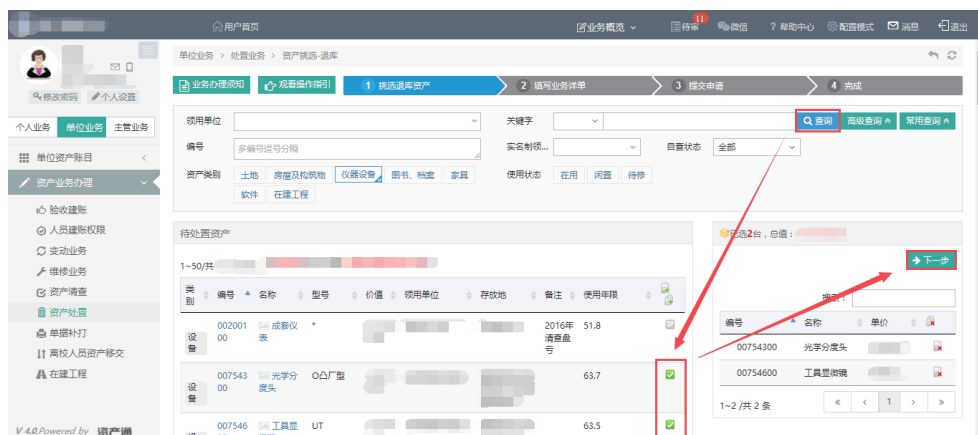 用户首页 业务概览 待审 11 微信 ? 帮助中心 配置模式 消息 退出
修改密码 个人设置
个人业务 单位业务 主管业务
单位资产账目
资产业务办理
验收建账
人员建账权限
变动业务
维修业务
资产清查
资产处置
单据补打
离校人员资产移交
在建工程
V 4.0,Powered by 资产通
单位业务 > 处置业务 > 资产挑选-退库
业务办理须知 观看操作指引 1 挑选退库资产 2 填写业务详单 3 提交申请 4 完成
领用单位 关键字 查询 高级查询 常用查询
编号 多编号逗号分隔 实名制领... 自查状态 全部
资产类别 土地 房屋及构筑物 仪器设备 图书、档案 家具 使用状态 在用 闲置 待修
软件 在建工程
待处置资产
1~50/共
类别 编号 名称 型号 价值 领用单位 存放地 备注 使用年限
设备 00200100 成套仪表 * 2016年清查盘亏 51.8
设备 00754300 光学分度头 O凸厂型 63.7
007546 工具显 UT 63.5
已选2台，总值：
下一步
搜索：
编号 名称 单价
00754300 光学分度头
00754600 工具显微镜
1~2 /共 2 条 « < 1 > »